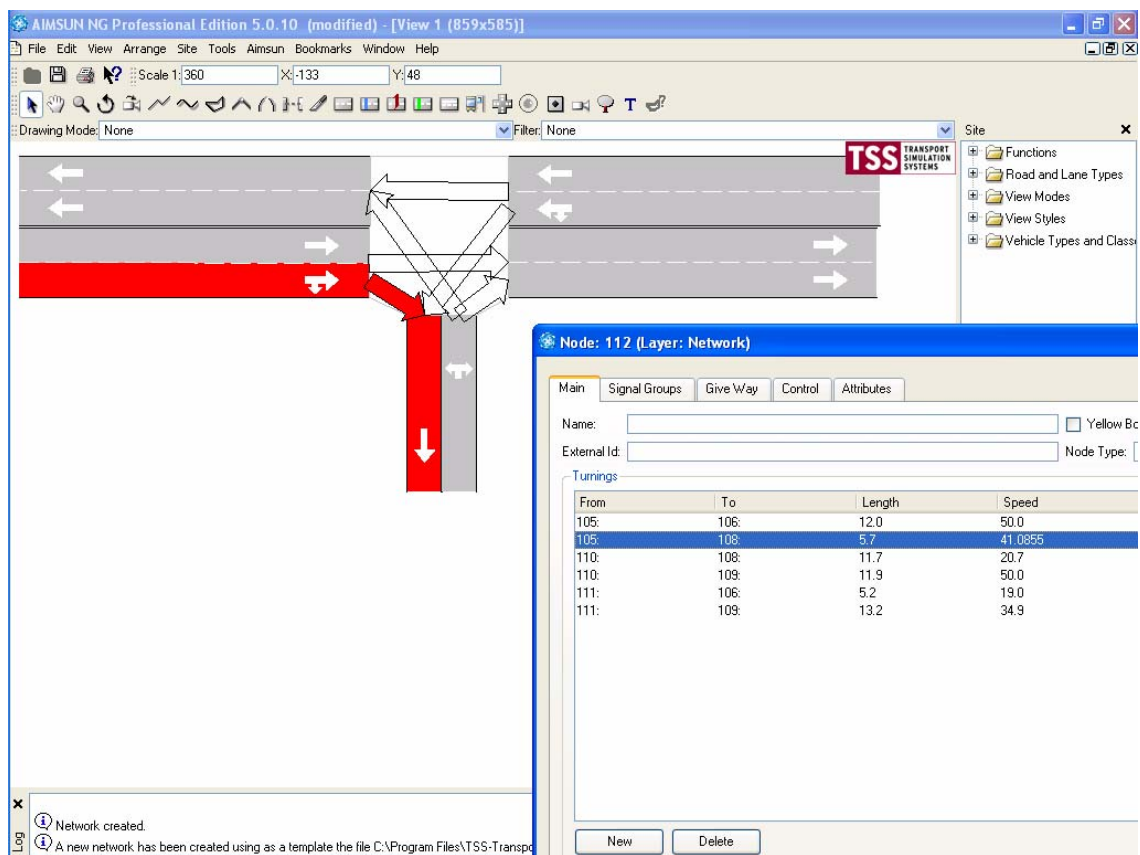 AIMSUN NG Professional Edition 5.0.10 (modified) - [View 1 (859x585)]
File Edit View Arrange Site Tools Aimsun Bookmarks Window Help
Scale 1: 360 X: -133 Y: 48
T
Drawing Mode: None Filter: None Site
TSS TRANSPORT SIMULATION SYSTEMS
Functions
Road and Lane Types
View Modes
View Styles
Vehicle Types and Classe
Node: 112 (Layer: Network)
Main Signal Groups Give Way Control Attributes
Name: Yellow Bo
External Id: Node Type:
Turnings
From To Length Speed
105: 106: 12.0 50.0
105: 108: 5.7 41.0855
110: 108: 11.7 20.7
110: 109: 11.9 50.0
111: 106: 5.2 19.0
111: 109: 13.2 34.9
New Delete
Log
Network created.
A new network has been created using as a template the file C:\Program Files\TSS-Transpo